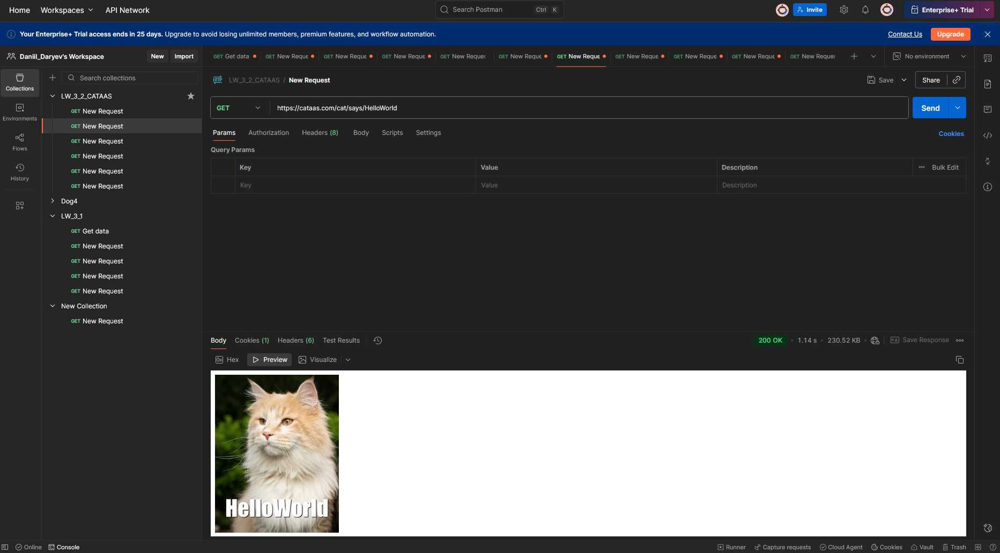 Home Workspaces API Network Search Postman Ctrl K Invite Enterprise+ Trial
Your Enterprise+ Trial access ends in 25 days. Upgrade to avoid losing unlimited members, premium features, and workflow automation. Contact Us Upgrade
Daniil_Daryev's Workspace New Import
GET Get data GET New Reque GET New Reque GET New Reque GET New Reques GET New Reque GET New Reque GET New Reque GET New Reque GET New Reque GET New Reques No environment
Collections
Environments
Flows
History
Search collections
LW_3_2_CATAAS
GET New Request
GET New Request
GET New Request
GET New Request
GET New Request
GET New Request
Dog4
LW_3_1
GET Get data
GET New Request
GET New Request
GET New Request
GET New Request
New Collection
GET New Request
HTTP LW_3_2_CATAAS / New Request Save Share
GET https://cataas.com/cat/says/HelloWorld Send
Params Authorization Headers (8) Body Scripts Settings Cookies
Query Params
Key Value Description Bulk Edit
Key Value Description
Body Cookies (1) Headers (6) Test Results 200 OK 1.14 s 230.52 KB e.g. Save Response
0x Hex Preview Visualize
HelloWorld
Online Console Runner Capture requests Cloud Agent Cookies Vault Trash